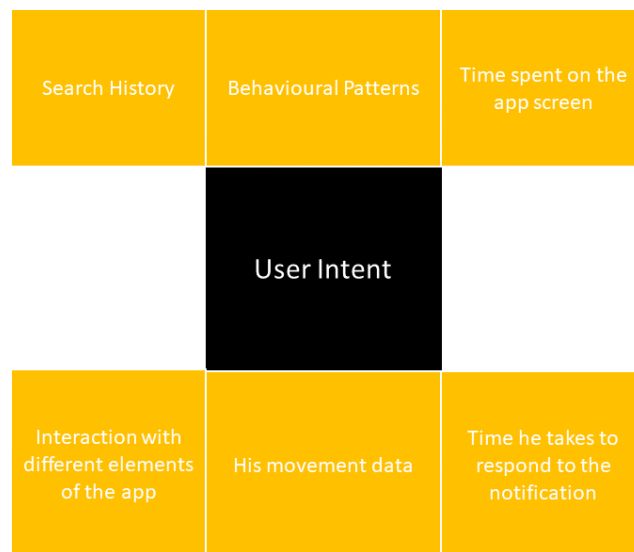 Search History
Behavioural Patterns
Time spent on the
app screen
User Intent
Interaction with
different elements
of the app
His movement data
Time he takes to
respond to the
notification